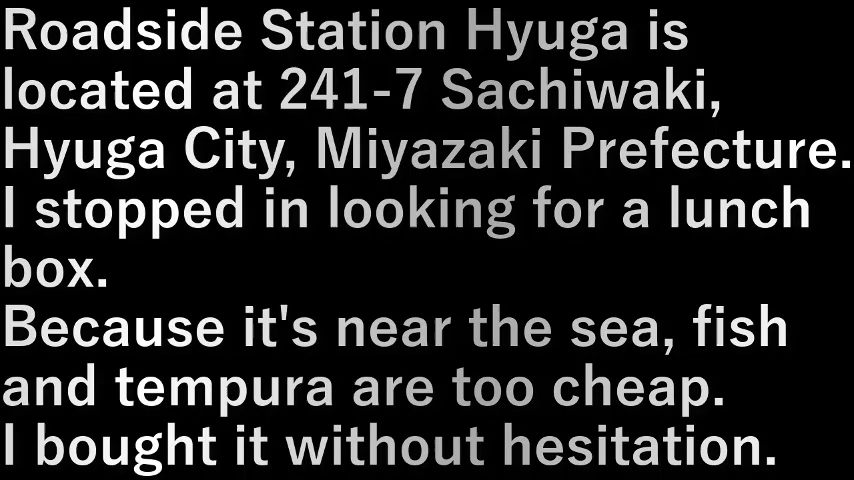 Roadside Station Hyuga is
located at 241-7 Sachiwaki,
Hyuga City, Miyazaki Prefecture.
I stopped in looking for a lunch
box.
Because it's near the sea, fish
and tempura are too cheap.
I bought it without hesitation.